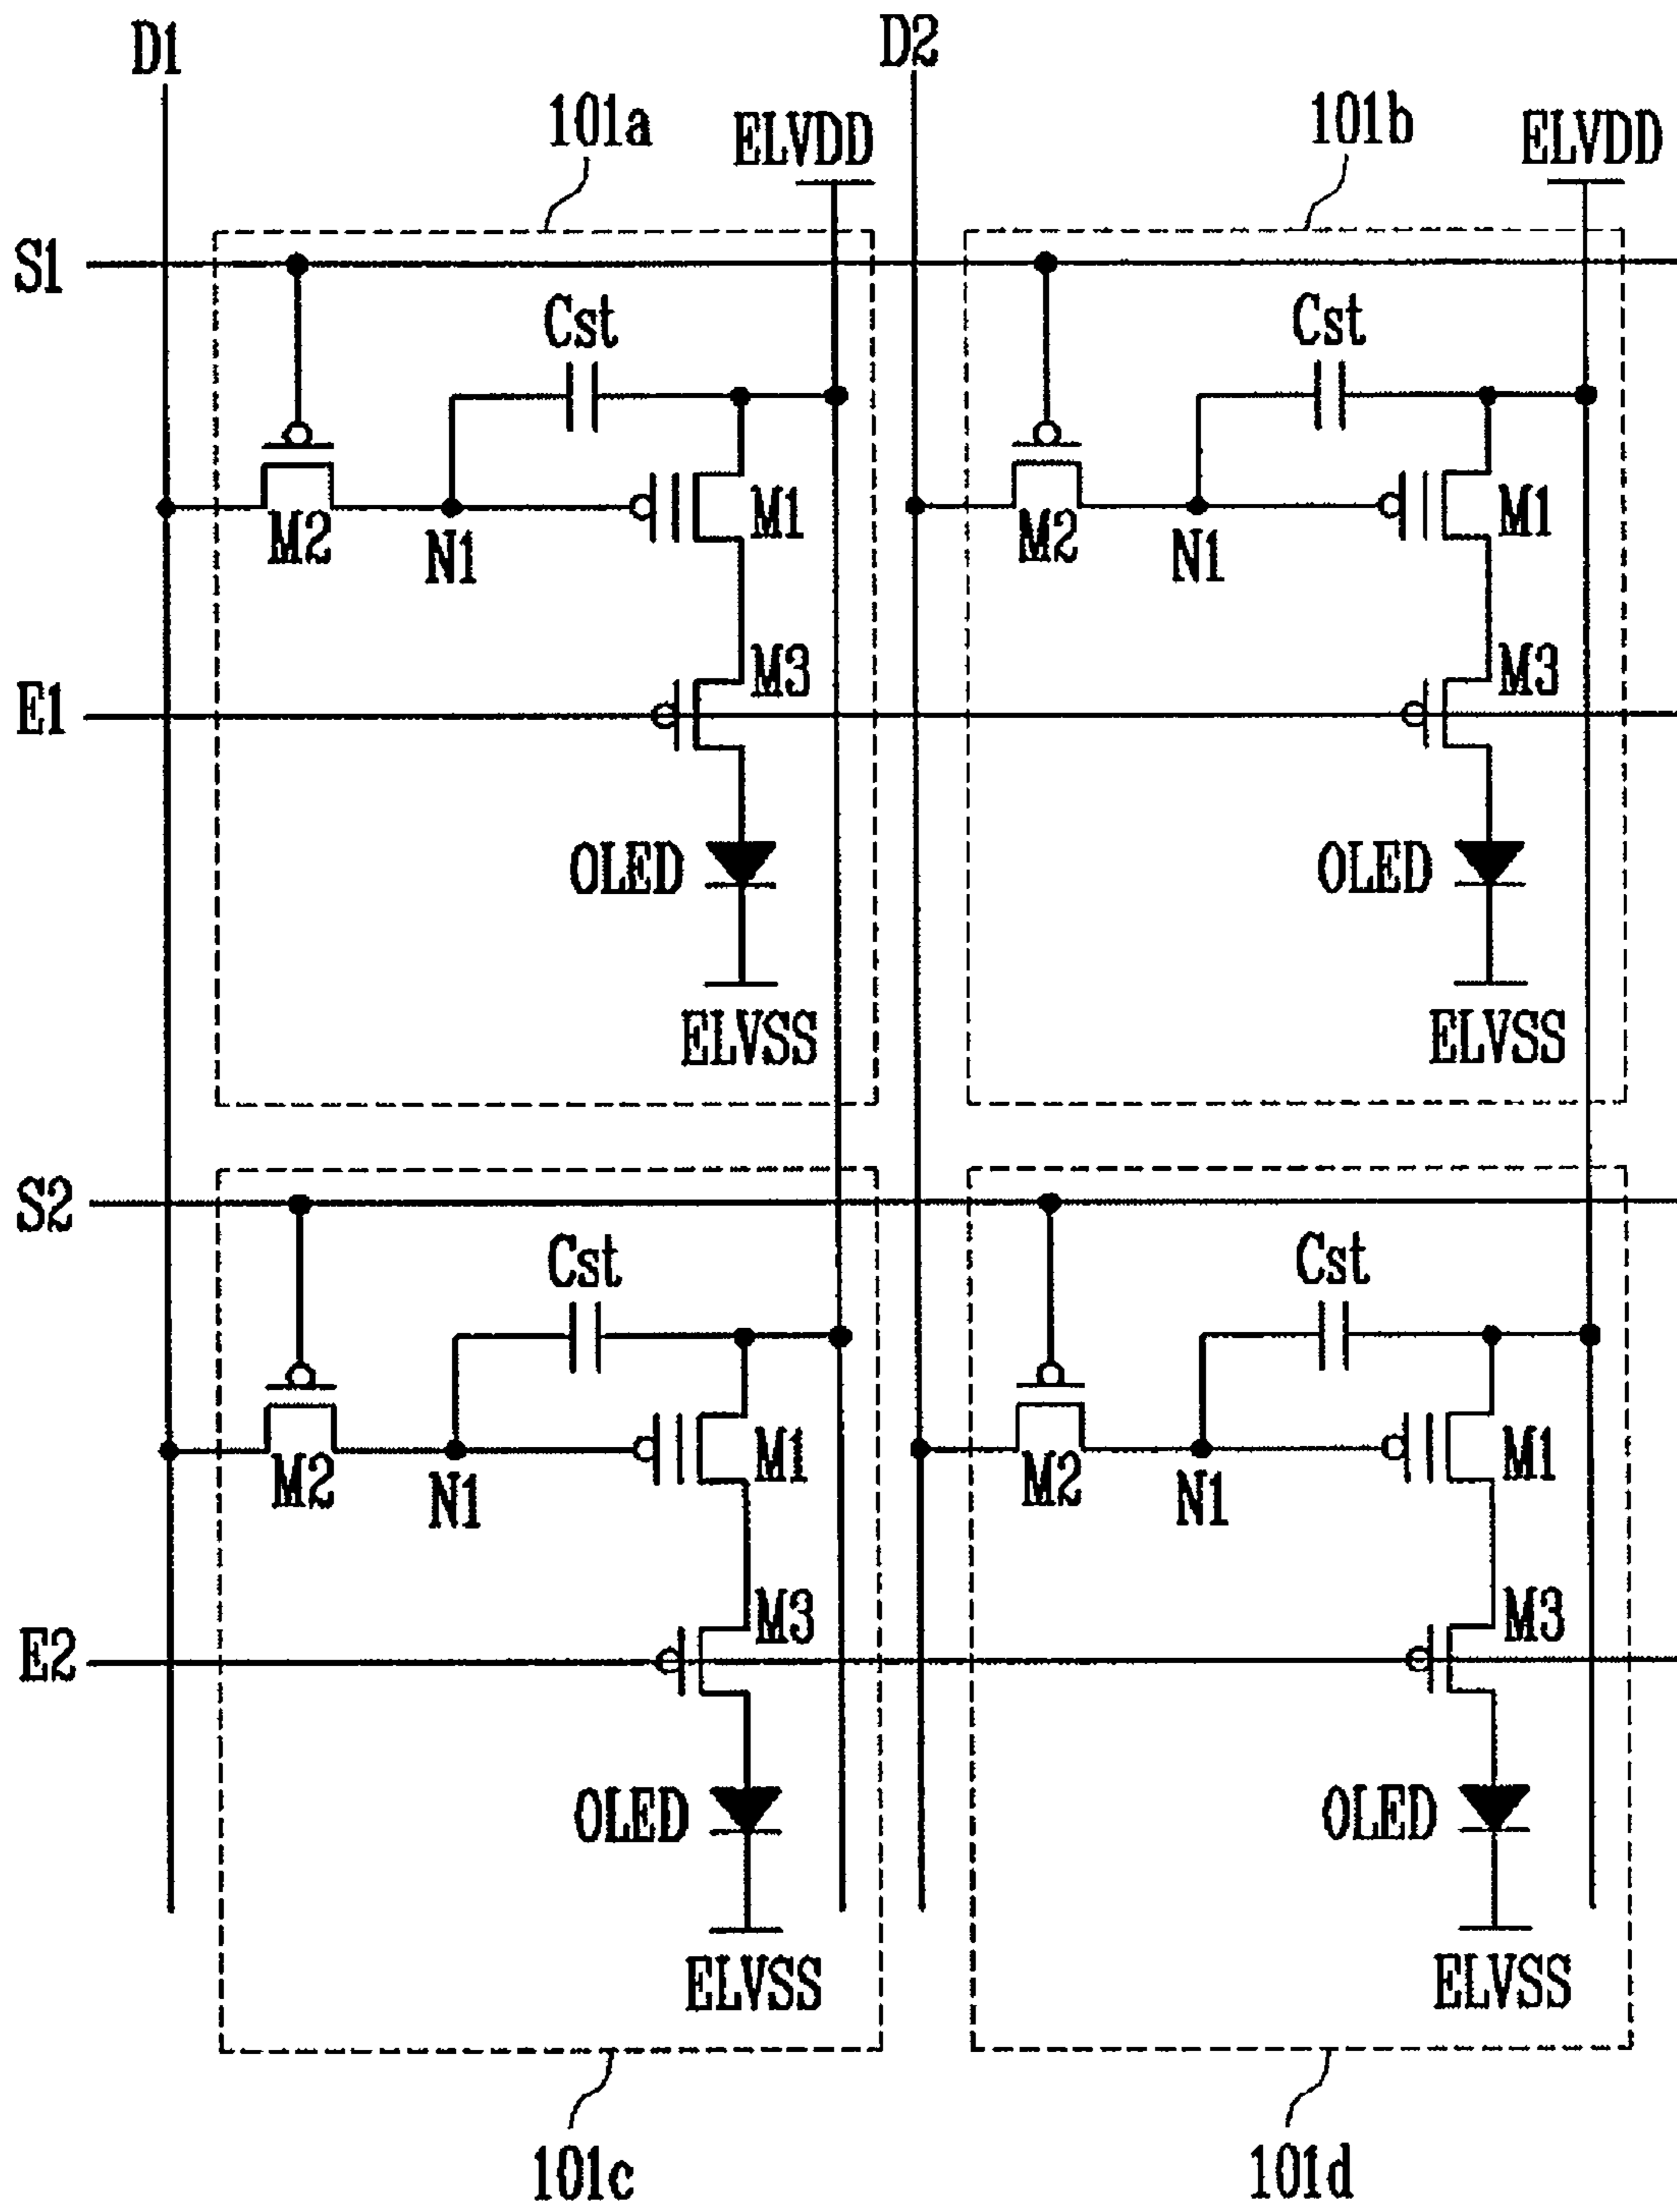 D1
D2
101a
ELVDD
101b
ELVDD
S1
Cst
Cst
M2
N1
M1
M2
N1
M1
E1
M3
M3
OLED
OLED
ELVSS
ELVSS
S2
Cst
Cst
M2
N1
M1
M2
N1
M1
E2
M3
M3
OLED
OLED
ELVSS
ELVSS
101c
101d